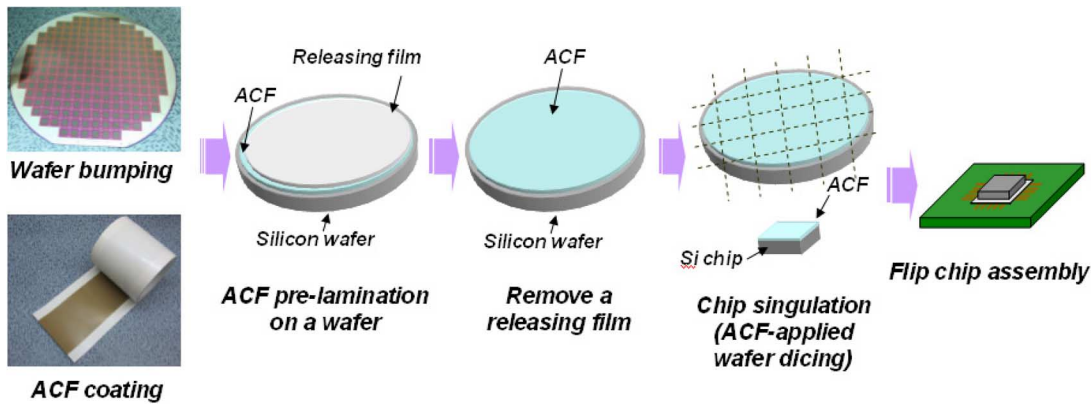 Wafer bumping
ACF coating
Releasing film
ACF
Silicon wafer
ACF pre-lamination
on a wafer
ACF
Silicon wafer
Remove a
releasing film
ACF
Si chip
Chip singulation
(ACF-applied
wafer dicing)
Flip chip assembly